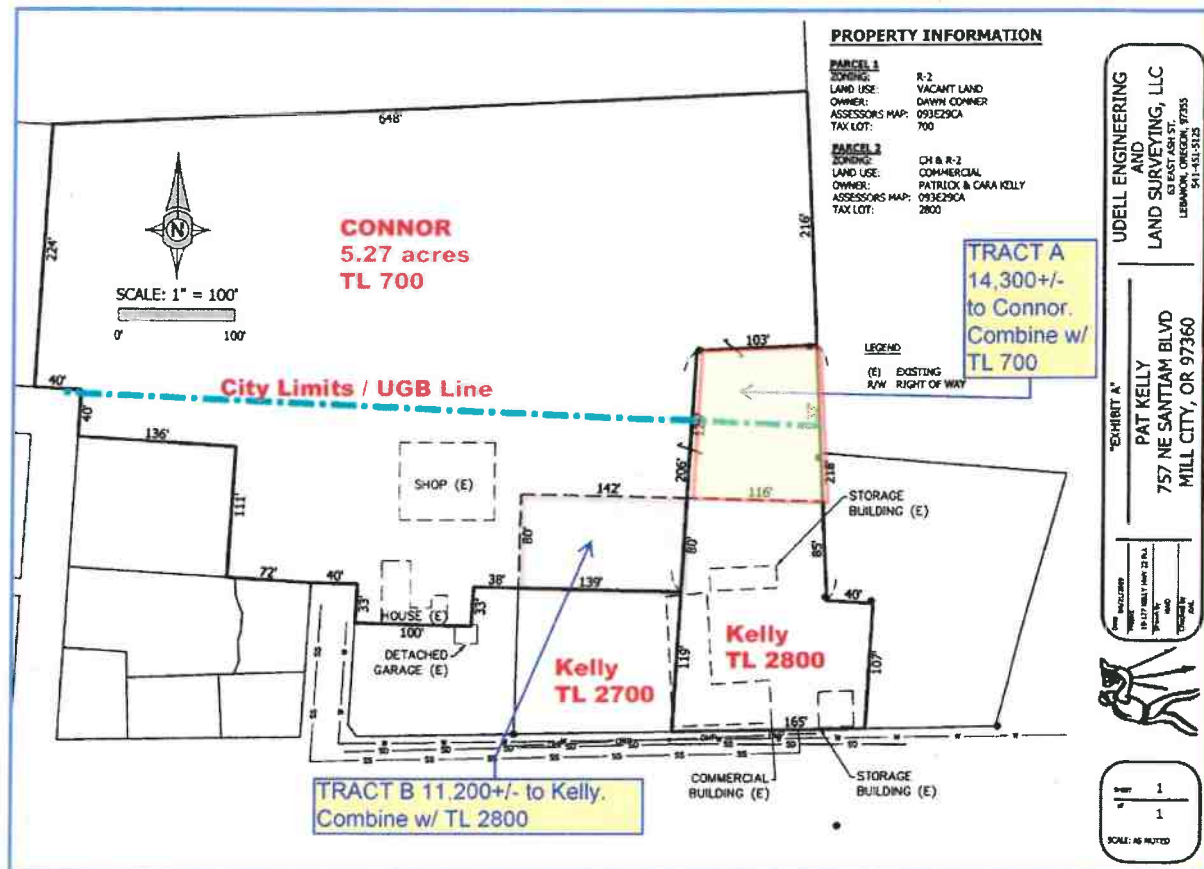 PROPERTY INFORMATION
PARCEL 1
ZONING: R-2
LAND USE: VACANT LAND
OWNER: DAWN CONNER
ASSESSORS MAP: 093E29CA
TAX LOT: 700
PARCEL 2
ZONING: CH & R-2
LAND USE: COMMERCIAL
OWNER: PATRICK & CARA KELLY
ASSESSORS MAP: 093E29CA
TAX LOT: 2800
648'
224'
216'
N
SCALE: 1" = 100'
0' 100'
CONNOR
5.27 acres
TL 700
TRACT A
14,300+/-
to Connor.
Combine w/
TL 700
103'
LEGEND
(E) EXISTING
R/W RIGHT OF WAY
City Limits / UGB Line
40'
40'
136'
111'
206'
218'
SHOP (E)
142'
116'
STORAGE
BUILDING (E)
80'
80'
85'
72'
40'
38'
139'
40'
33'
33'
HOUSE (E)
100'
DETACHED
GARAGE (E)
Kelly
TL 2700
119'
Kelly
TL 2800
107'
165'
TRACT B 11,200+/- to Kelly.
Combine w/ TL 2800
COMMERCIAL
BUILDING (E)
STORAGE
BUILDING (E)
UDELL ENGINEERING
AND
LAND SURVEYING, LLC
63 EAST ASH ST.
LEBANON, OREGON, 97355
541-451-5125
"EXHIBIT A"
PAT KELLY
757 NE SANTIAM BLVD
MILL CITY, OR 97360
SHEET 1
OF 1
SCALE: AS NOTED